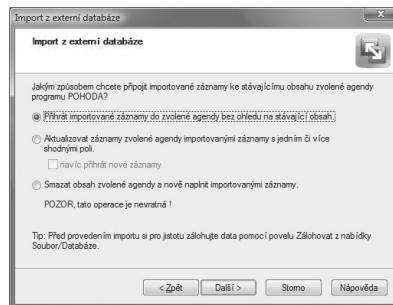 Import z externí databáze
Import z externí databáze
Jakým způsobem chcete připojit importované záznamy ke stávajícímu obsahu zvolené agendy
programu POHODA?
Přihrát importované záznamy do zvolené agendy bez ohledu na stávající obsah.
Aktualizovat záznamy zvolené agendy importovanými záznamy s jedním či více
shodnými poli.
navíc přihrát nové záznamy
Smazat obsah zvolené agendy a nově naplnit importovanými záznamy.
POZOR, tato operace je nevratná !
Tip: Před provedením importu si pro jistotu zálohujte data pomocí povelu Zálohovat z nabídky
Soubor/Databáze.
< Zpět Další > Storno Nápověda